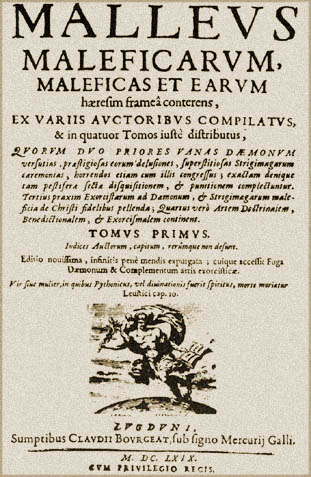 MALLEVS
MALEFICARVM,
MALEFICAS ET EARVM
hæresim frameâ conterens,
EX VARIIS AVCTORIBVS COMPILATVS,
& in quatuor Tomos iustè distributus,
QVORVM DVO PRIORES VANAS DÆMONVM
versutias, præstigiosas eorum delusiones, superstitiosas Strigimagarum
cæremonias, horrendos etiam cum illis congressus; exactam denique
tam pestiferæ sectæ disquisitionem, & punitionem complectuntur.
Tertius praxim Exorcistarum ad Dæmonum, & Strigimagarum male-
ficia de Christi fidelibus pellenda; Quartus verò Artem Doctrinalem,
Benedictionalem, & Exorcismalem continent.
TOMVS PRIMVS.
Indices Auctorum, capitum, rerúmque non desunt.
Editio nouissima, infinitis penè mendis expurgata; cuique accessit Fuga
Dæmonum & Complementum artis exorcisticæ.
Vir siue mulier, in quibus Pythonicus, vel diuinationis fuerit spiritus, morte moriatur
Leuitici cap. 10.
LVGDVNI,
Sumptibus CLAVDII BOVRGEAT, sub signo Mercurij Galli.
M. DC. LXIX.
CVM PRIVILEGIO REGIS.